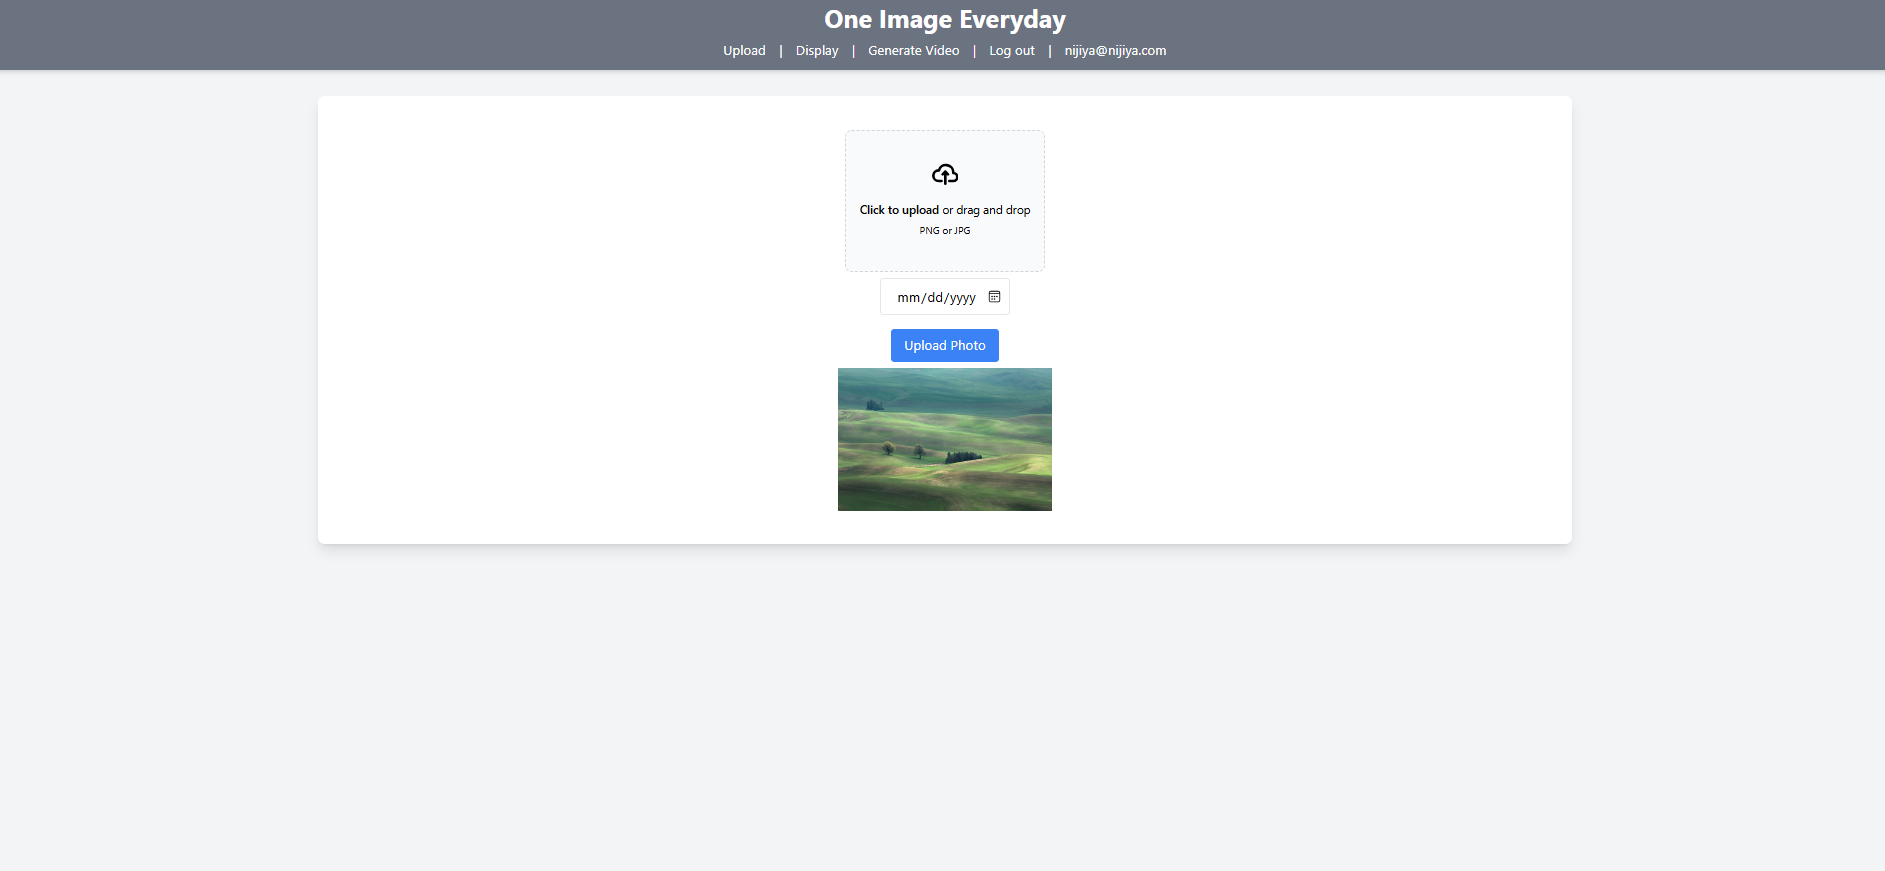 One Image Everyday
Upload | Display | Generate Video | Log out | nijiya@nijiya.com
Click to upload or drag and drop
PNG or JPG
mm/dd/yyyy
Upload Photo